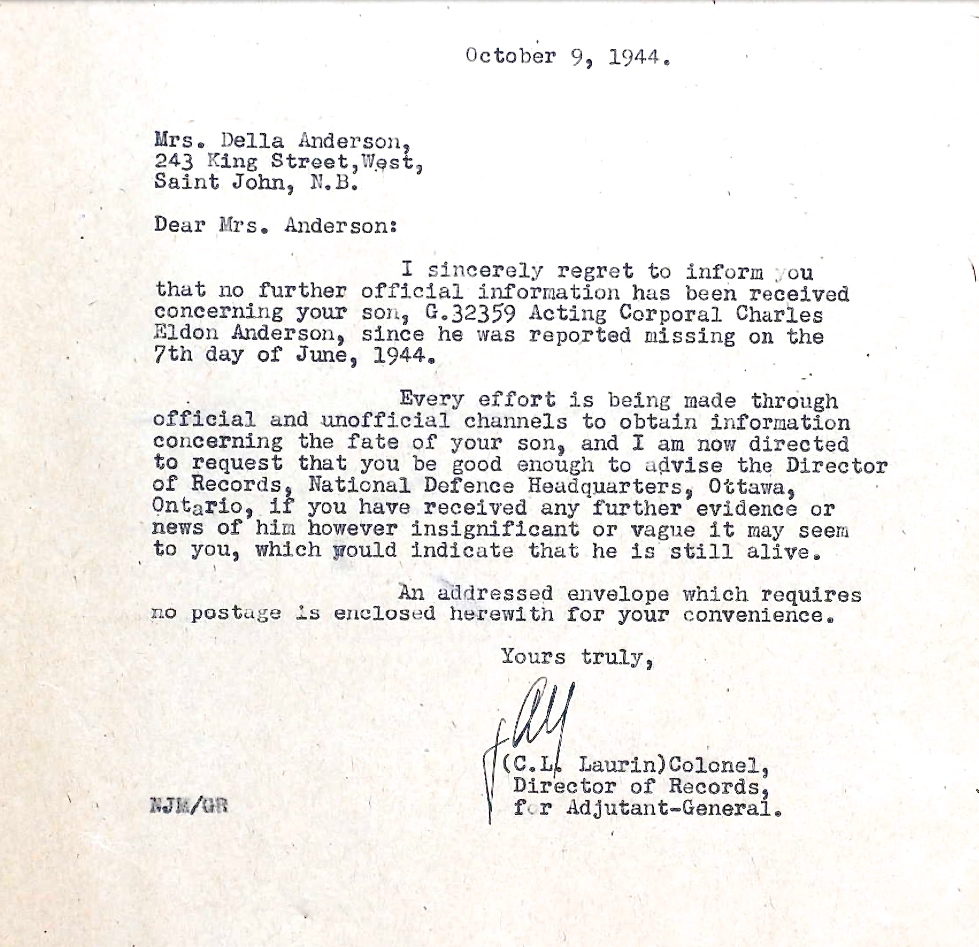 October 9, 1944.
Mrs. Della Anderson,
243 King Street,West,
Saint John, N.B.
Dear Mrs. Anderson:
I sincerely regret to inform you
that no further official information has been received
concerning your son, G.32359 Acting Corporal Charles
Eldon Anderson, since he was reported missing on the
7th day of June, 1944.
Every effort is being made through
official and unofficial channels to obtain information
concerning the fate of your son, and I am now directed
to request that you be good enough to advise the Director
of Records, National Defence Headquarters, Ottawa,
Ontario, if you have received any further evidence or
news of him however insignificant or vague it may seem
to you, which would indicate that he is still alive.
An addressed envelope which requires
no postage is enclosed herewith for your convenience.
Yours truly,
(C.L. Laurin)Colonel,
Director of Records,
for Adjutant-General.
NJM/GR